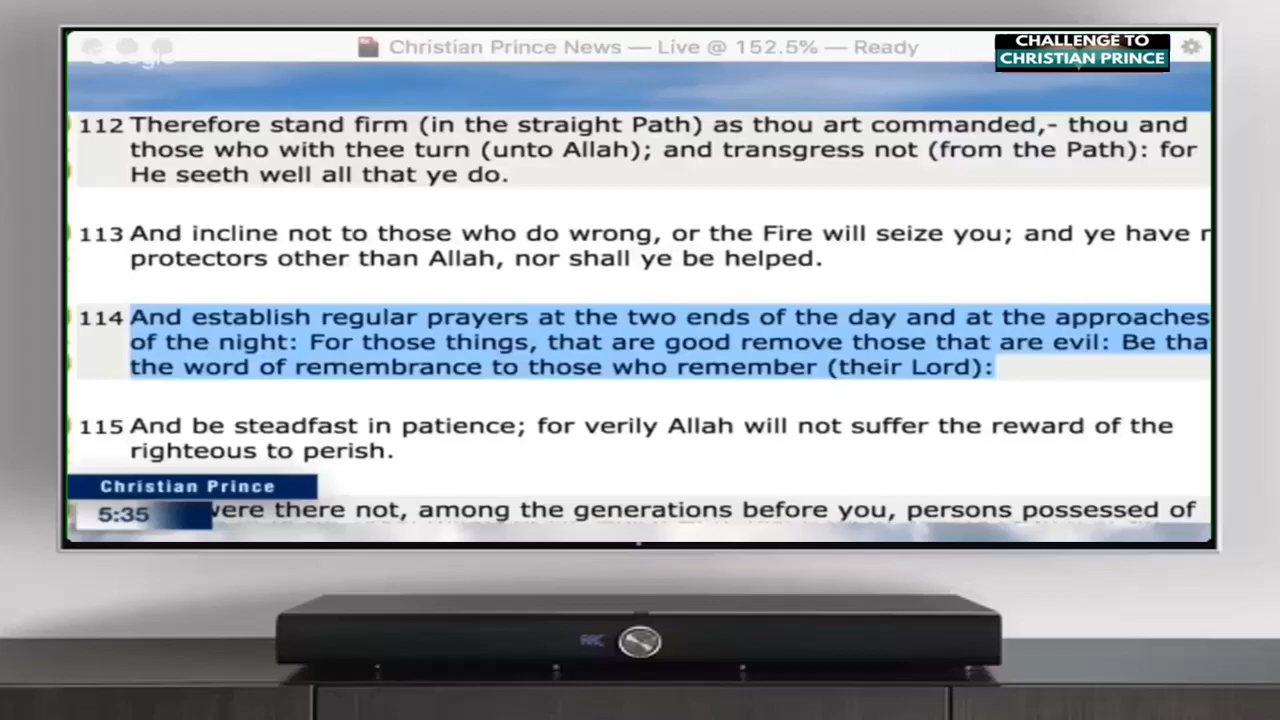 Christian Prince News — Live @ 152.5% — Ready
CHALLENGE TO
CHRISTIAN PRINCE
Google
112 Therefore stand firm (in the straight Path) as thou art commanded,- thou and
those who with thee turn (unto Allah); and transgress not (from the Path): for
He seeth well all that ye do.
113 And incline not to those who do wrong, or the Fire will seize you; and ye have
protectors other than Allah, nor shall ye be helped.
114 And establish regular prayers at the two ends of the day and at the approaches
of the night: For those things, that are good remove those that are evil: Be tha
the word of remembrance to those who remember (their Lord):
115 And be steadfast in patience; for verily Allah will not suffer the reward of the
righteous to perish.
Christian Prince
5:35
were there not, among the generations before you, persons possessed of
ARC